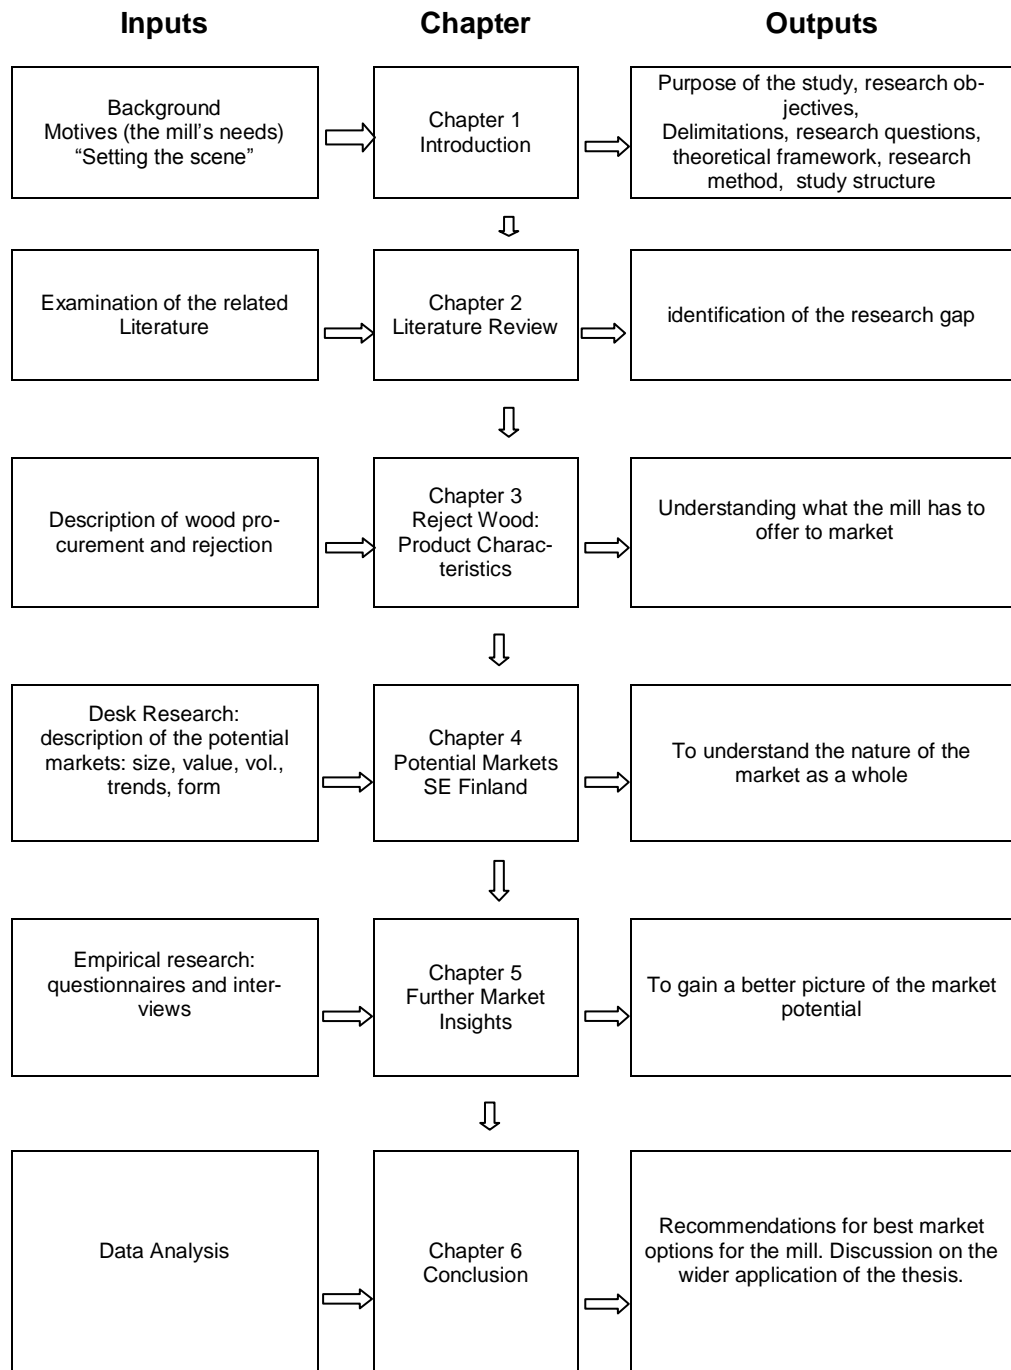 Inputs
Chapter
Outputs
Background
Motives (the mill's needs)
“Setting the scene”
Chapter 1
Introduction
Purpose of the study, research ob-
jectives,
Delimitations, research questions,
theoretical framework, research
method,  study structure
Examination of the related
Literature
Chapter 2
Literature Review
identification of the research gap
Description of wood pro-
curement and rejection
Chapter 3
Reject Wood:
Product Charac-
teristics
Understanding what the mill has to
offer to market
Desk Research:
description of the potential
markets: size, value, vol.,
trends, form
Chapter 4
Potential Markets
SE Finland
To understand the nature of the
market as a whole
Empirical research:
questionnaires and inter-
views
Chapter 5
Further Market
Insights
To gain a better picture of the market
potential
Data Analysis
Chapter 6
Conclusion
Recommendations for best market
options for the mill. Discussion on the
wider application of the thesis.